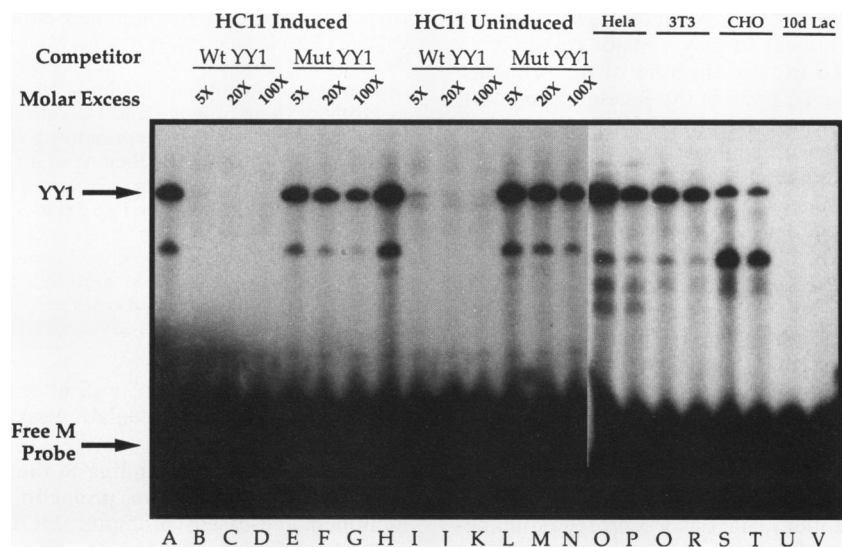 HC11 Induced HC11 Uninduced Hela 3T3 CHO 10d Lac
Competitor Wt YY1 Mut YY1 Wt YY1 Mut YY1
Molar Excess 5X 20X 100X 5X 20X 100X 5X 20X 100X 5X 20X 100X
YY1
Free M
Probe
A B C D E F G H I J K L M N O P O R S T U V